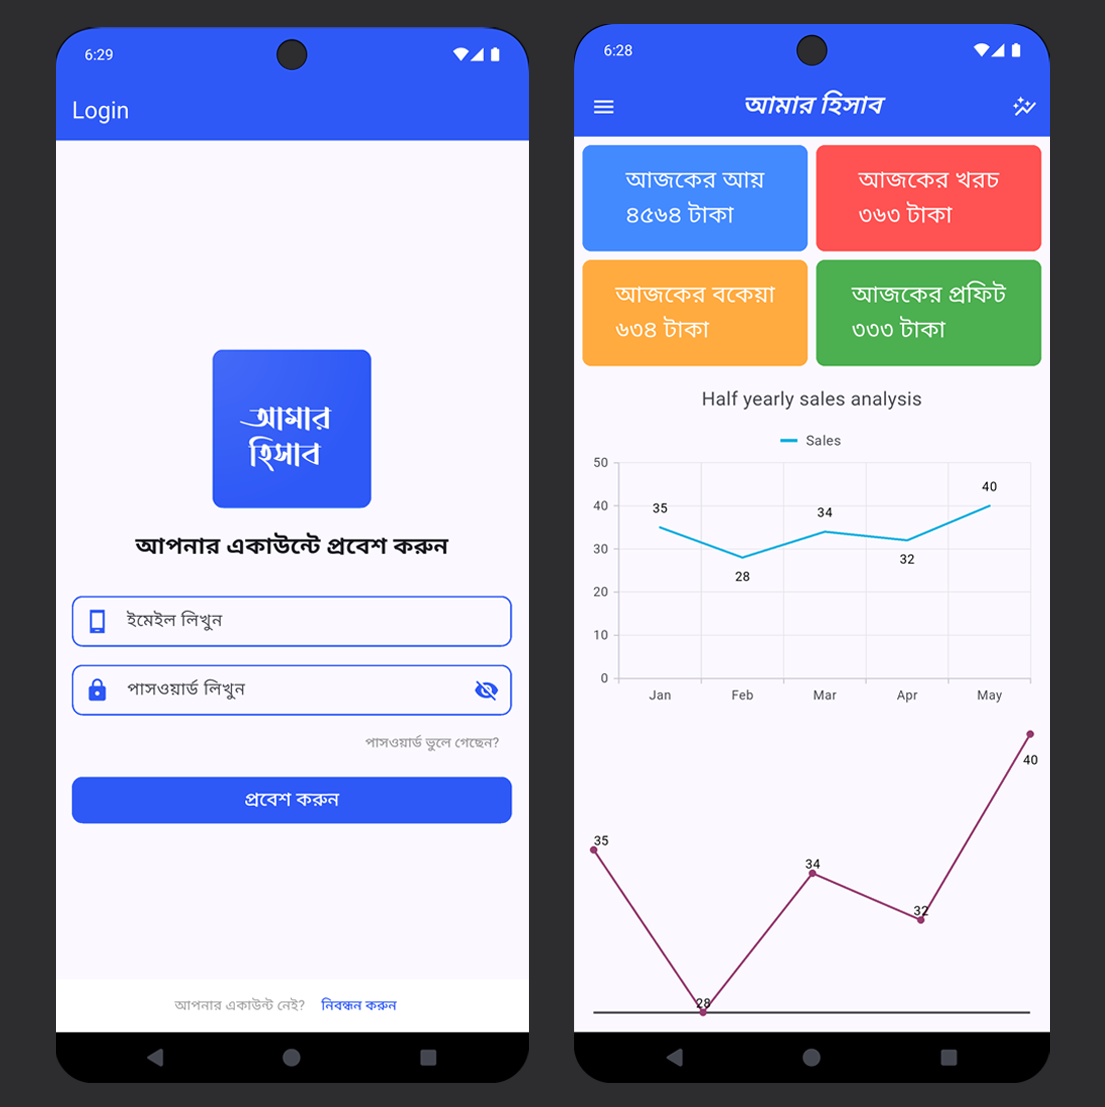 6:29
Login
আমার
হিসাব
আপনার একাউন্টে প্রবেশ করুন
ইমেইল লিখুন
পাসওয়ার্ড লিখুন
পাসওয়ার্ড ভুলে গেছেন?
প্রবেশ করুন
আপনার একাউন্ট নেই? নিবন্ধন করুন
6:28
আমার হিসাব
আজকের আয়
৪৫৬৪ টাকা
আজকের খরচ
৩৬৩ টাকা
আজকের বকেয়া
৬৩৪ টাকা
আজকের প্রফিট
৩৩৩ টাকা
Half yearly sales analysis
Sales
50
40
30
20
10
0
35
28
34
32
40
Jan Feb Mar Apr May
35
28
34
32
40